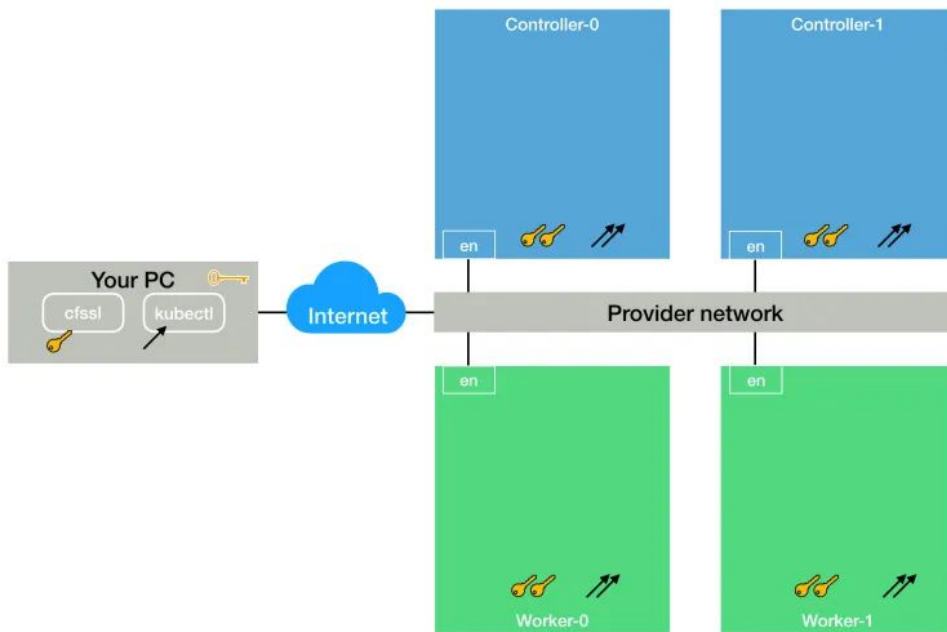 Controller-0
Controller-1
en
en
Your PC
cfssl
kubectl
Internet
Provider network
en
en
Worker-0
Worker-1